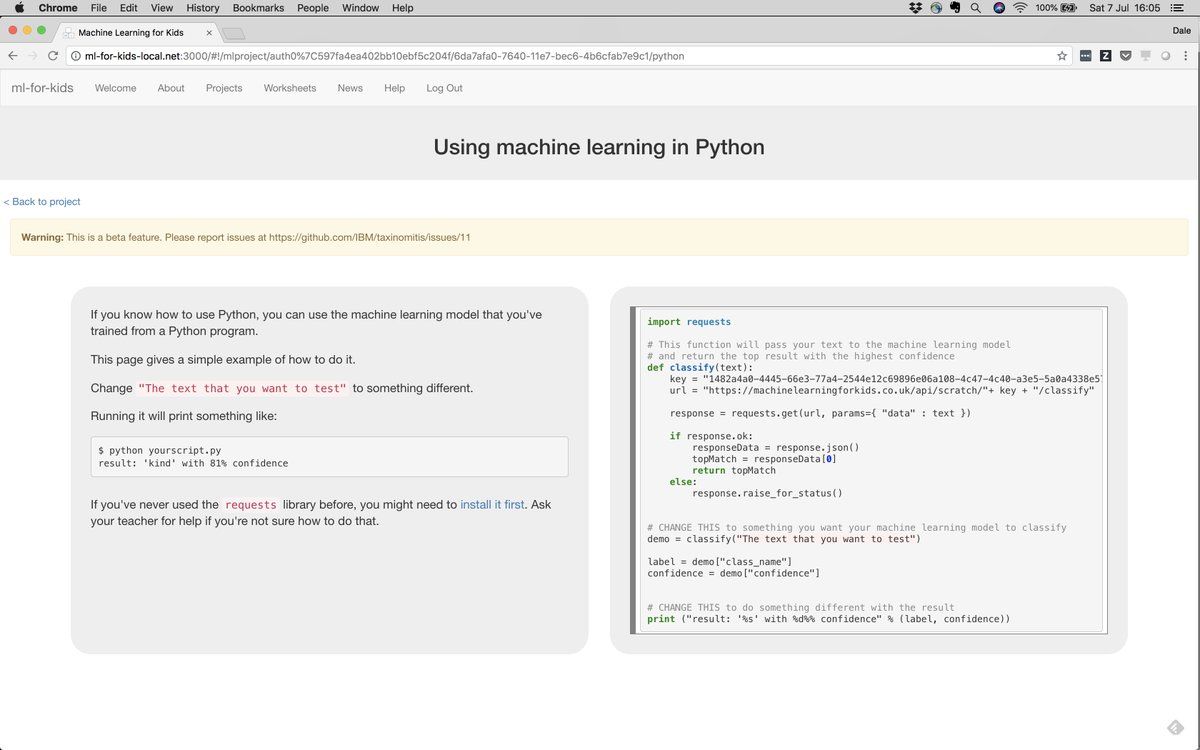 Chrome File Edit View History Bookmarks People Window Help 100% Sat 7 Jul 16:05
Machine Learning for Kids × Dale
ml-for-kids-local.net:3000/#!/mlproject/auth0%7C597fa4ea402bb10ebf5c204f/6da7afa0-7640-11e7-bec6-4b6cfab7e9c1/python
ml-for-kids Welcome About Projects Worksheets News Help Log Out
Using machine learning in Python
< Back to project
Warning: This is a beta feature. Please report issues at https://github.com/IBM/taxinomitis/issues/11
If you know how to use Python, you can use the machine learning model that you've
trained from a Python program.
This page gives a simple example of how to do it.
Change "The text that you want to test" to something different.
Running it will print something like:
$ python yourscript.py
result: 'kind' with 81% confidence
If you've never used the requests library before, you might need to install it first. Ask
your teacher for help if you're not sure how to do that.
import requests
# This function will pass your text to the machine learning model
# and return the top result with the highest confidence
def classify(text):
    key = "1482a4a0-4445-66e3-77a4-2544e12c69896e06a108-4c47-4c40-a3e5-5a0a4338e5
    url = "https://machinelearningforkids.co.uk/api/scratch/"+ key + "/classify"
    response = requests.get(url, params={ "data" : text })
    if response.ok:
        responseData = response.json()
        topMatch = responseData[0]
        return topMatch
    else:
        response.raise_for_status()
# CHANGE THIS to something you want your machine learning model to classify
demo = classify("The text that you want to test")
label = demo["class_name"]
confidence = demo["confidence"]
# CHANGE THIS to do something different with the result
print ("result: '%s' with %d%% confidence" % (label, confidence))